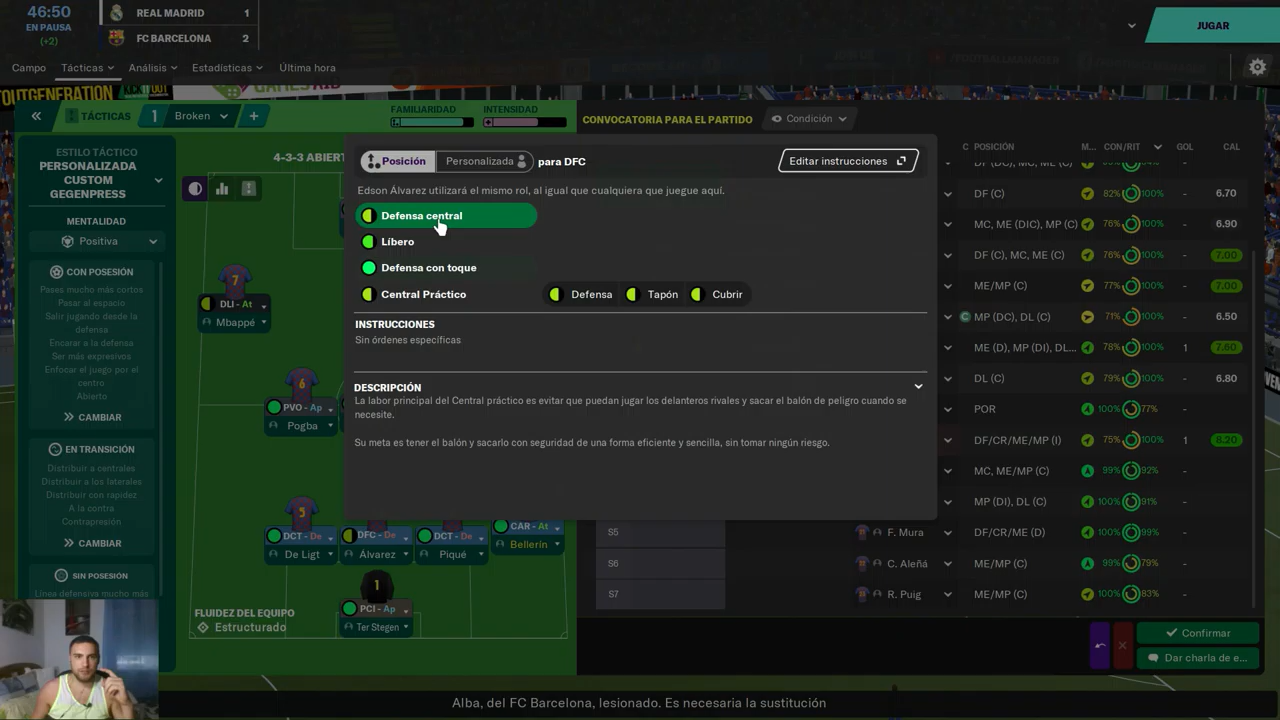 46:50
EN PAUSA
(+2)
REAL MADRID 1
FC BARCELONA 2
JUGAR
Campo Tácticas Análisis Estadísticas Última hora
« TÁCTICAS 1 Broken +
FAMILIARIDAD INTENSIDAD
CONVOCATORIA PARA EL PARTIDO Condición
ESTILO TÁCTICO
PERSONALIZADA
CUSTOM
GEGENPRESS
MENTALIDAD
Positiva
CON POSESIÓN
Pases mucho más cortos
Pasar al espacio
Salir jugando desde la
defensa
Encarar a la defensa
Ser más expresivos
Enfocar el juego por el
centro
Abierto
CAMBIAR
EN TRANSICIÓN
Distribuir a centrales
Distribuir a los laterales
Distribuir con rapidez
A la contra
Contrapresión
CAMBIAR
SIN POSESIÓN
Línea defensiva mucho más
4-3-3 ABIERT
7
DLI - At
Mbappé
6
PVO - Ap
Pogba
5
DCT - De
De Ligt
DFC - De
Álvarez
DCT - De
Piqué
CAR - At
Bellerín
1
PCI - Ap
Ter Stegen
FLUIDEZ DEL EQUIPO
Estructurado
Posición Personalizada para DFC
Editar instrucciones
Edson Álvarez utilizará el mismo rol, al igual que cualquiera que juegue aquí.
Defensa central
Líbero
Defensa con toque
Central Práctico Defensa Tapón Cubrir
INSTRUCCIONES
Sin órdenes específicas
DESCRIPCIÓN
La labor principal del Central práctico es evitar que puedan jugar los delanteros rivales y sacar el balón de peligro cuando se
necesite.
Su meta es tener el balón y sacarlo con seguridad de una forma eficiente y sencilla, sin tomar ningún riesgo.
C POSICIÓN M... CON/RIT GOL CAL
DF (C) 82% 100% - 6.70
MC, ME (DIC), MP (C) 93% 100% - 6.90
DF (C), MC, ME (C) 76% 100% - 7.00
ME/MP (C) 77% 100% - 7.00
C MP (DC), DL (C) 71% 100% - 6.50
ME (D), MP (DI), DL... 78% 100% 1 7.60
DL (C) 79% 100% - 6.80
POR 100% 77% -
DF/CR/ME/MP (I) 75% 100% 1 8.20
MC, ME/MP (C) 99% 92% -
MP (DI), DL (C) 100% 91% -
S5 F. Mura DF/CR/ME (D) 100% 99% -
S6 C. Aleñá ME/MP (C) 99% 79% -
S7 R. Puig ME/MP (C) 100% 83% -
Confirmar
Dar charla de e...
Alba, del FC Barcelona, lesionado. Es necesaria la sustitución